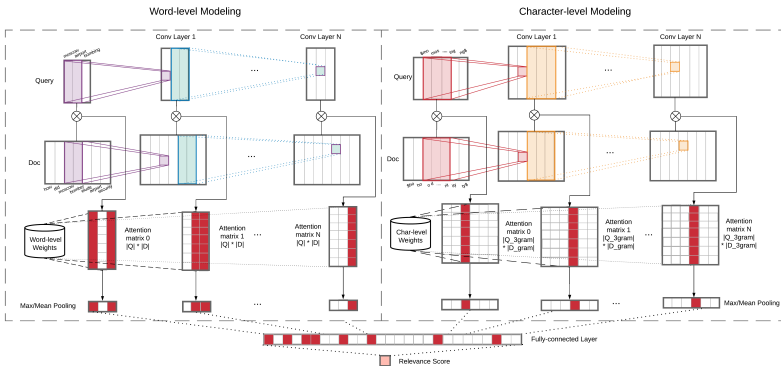 Word-level Modeling
Character-level Modeling
Conv Layer 1
Conv Layer N
Query
...
Doc
...
Word-level
Weights
Attention
matrix 0
|Q| * |D|
Attention
matrix 1
|Q| * |D|
...
Attention
matrix N
|Q| * |D|
Max/Mean Pooling
...
Conv Layer 1
Conv Layer N
Query
...
Doc
...
Char-level
Weights
Attention
matrix 0
|Q_3gram|
* |D_gram|
Attention
matrix 1
|Q_3gram|
* |D_gram|
...
Attention
matrix N
|Q_3gram|
* |D_3gram|
...
Max/Mean Pooling
Fully-connected Layer
Relevance Score